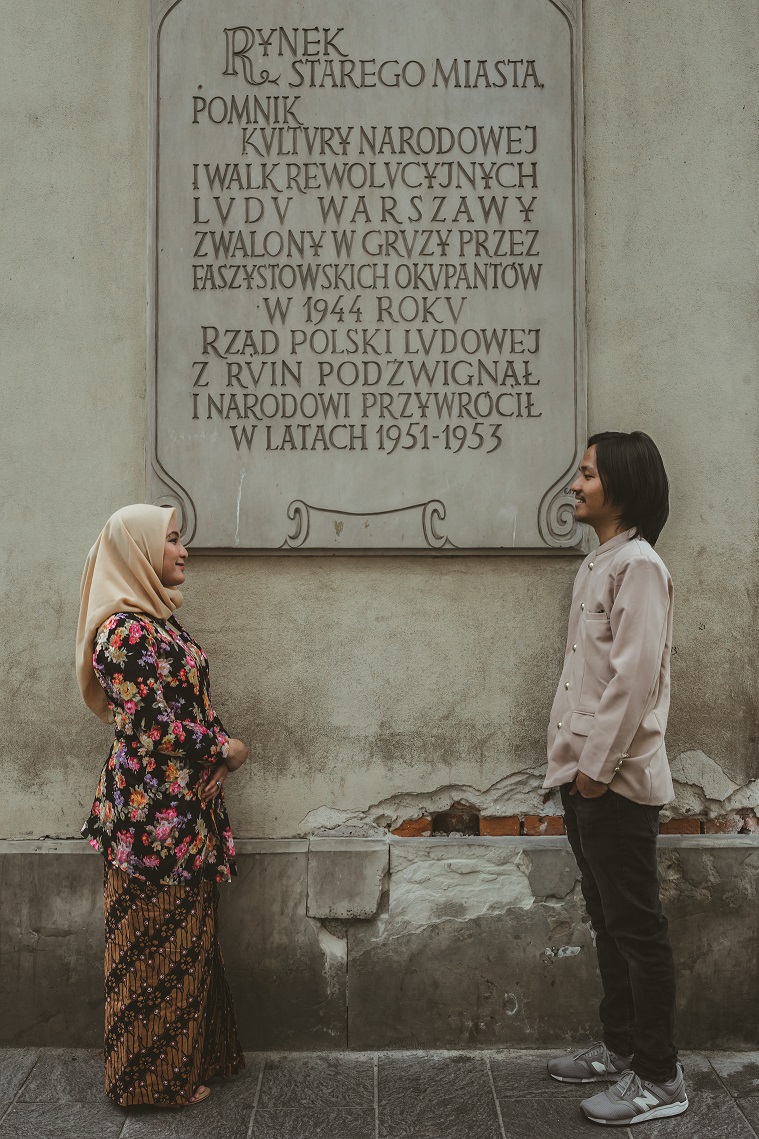 RYNEK
STAREGO MIASTA,
POMNIK
KVLTVRY NARODOWEJ
I WALK REWOLVCYJNYCH
LVDV WARSZAWY
ZWALONY W GRVZY PRZEZ
FASZYSTOWSKICH OKVPANTÓW
W 1944 ROKV
RZĄD POLSKI LVDOWEJ
Z RVIN PODŹWIGNĄŁ
I NARODOWI PRZYWRÓCIŁ
W LATACH 1951-1953
N